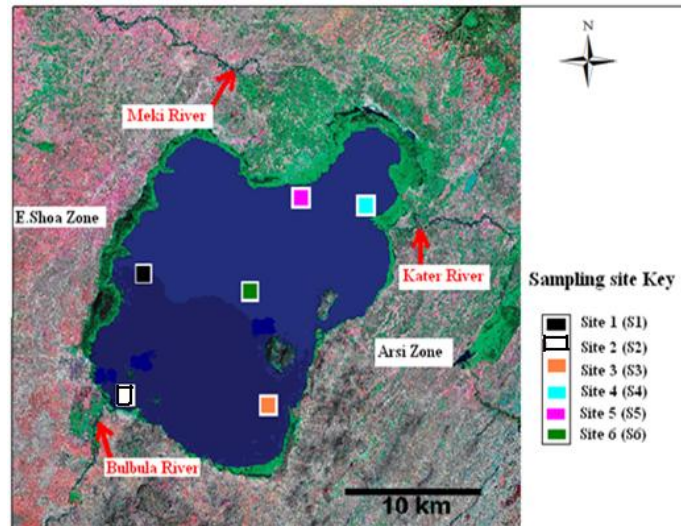 N
Meki River
E.Shoa Zone
Kater River
Sampling site Key
Site 1 (S1)
Site 2 (S2)
Site 3 (S3)
Site 4 (S4)
Site 5 (S5)
Site 6 (S6)
Arsi Zone
Bulbula River
10 km